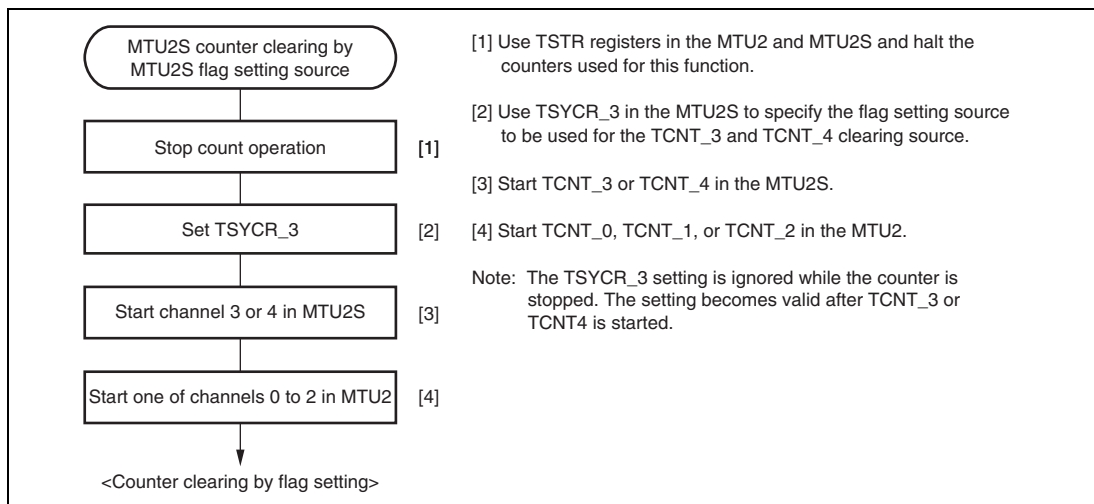 MTU2S counter clearing by
MTU2S flag setting source
Stop count operation
[1]
Set TSYCR_3
[2]
Start channel 3 or 4 in MTU2S
[3]
Start one of channels 0 to 2 in MTU2
[4]
<Counter clearing by flag setting>
[1] Use TSTR registers in the MTU2 and MTU2S and halt the
counters used for this function.
[2] Use TSYCR_3 in the MTU2S to specify the flag setting source
to be used for the TCNT_3 and TCNT_4 clearing source.
[3] Start TCNT_3 or TCNT_4 in the MTU2S.
[4] Start TCNT_0, TCNT_1, or TCNT_2 in the MTU2.
Note: The TSYCR_3 setting is ignored while the counter is
stopped. The setting becomes valid after TCNT_3 or
TCNT4 is started.